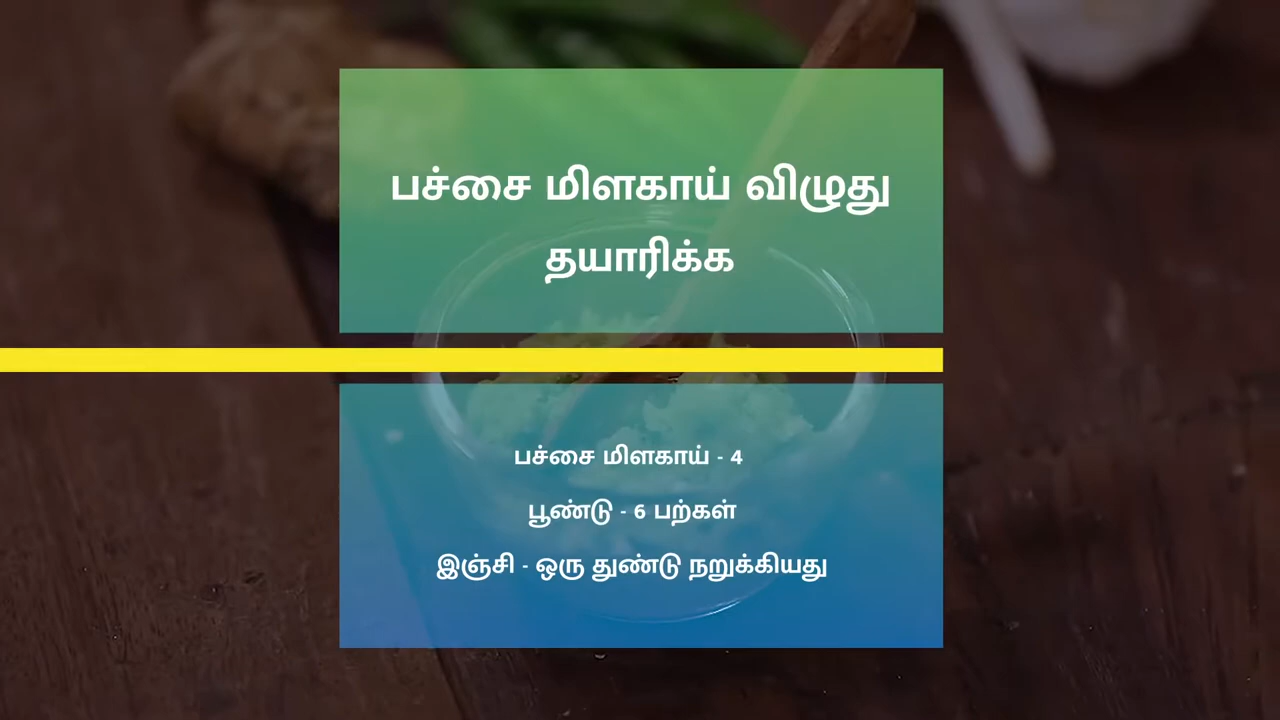 பச்சை மிளகாய் விழுது
தயாரிக்க
பச்சை மிளகாய் - 4
பூண்டு - 6 பற்கள்
இஞ்சி - ஒரு துண்டு நறுக்கியது